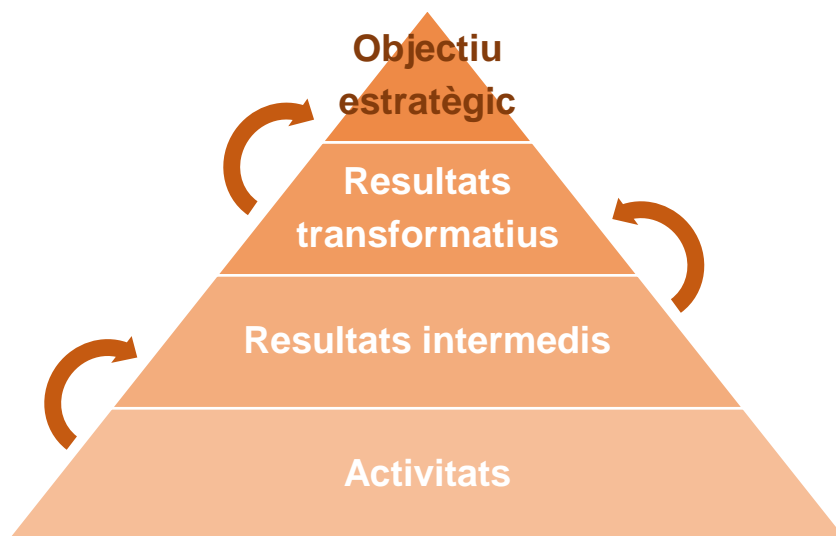 Objectiu
estratègic
Resultats
transformatius
Resultats intermedis
Activitats